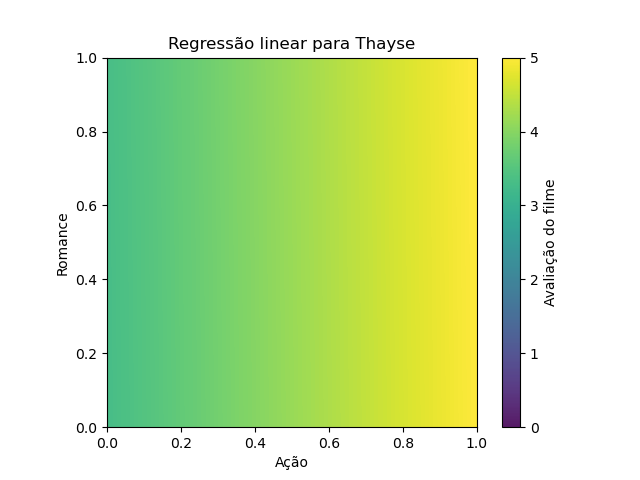 Regressão linear para Thayse
1.0
0.8
0.6
0.4
0.2
0.0
Romance
0.0 0.2 0.4 0.6 0.8 1.0
Ação
5
4
3
2
1
0
Avaliação do filme